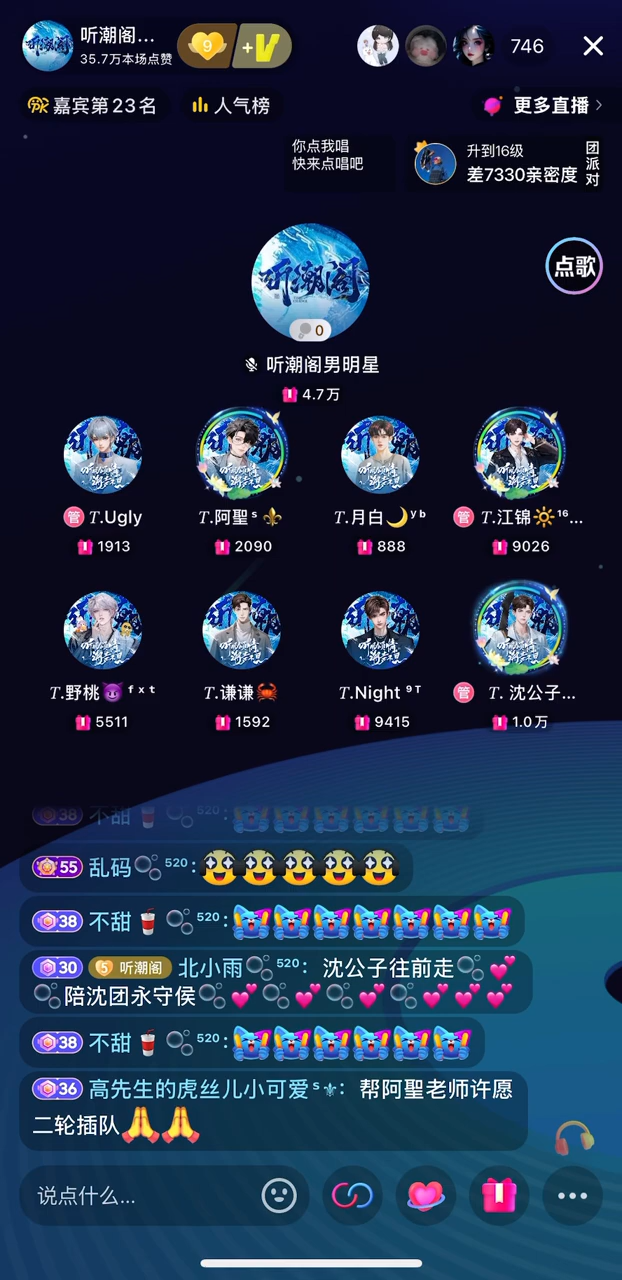 听潮阁...
35.7万本场点赞
9
+
746
嘉宾第23名
人气榜
更多直播
你点我唱
快来点唱吧
升到16级
差7330亲密度
团派对
点歌
听潮阁
0
听潮阁男明星
4.7万
管 T.Ugly
T.阿聖ˢ⚜️
T.月白🌙ʸᵇ
管 T.江锦🔆¹⁶...
1913
2090
888
9026
T.野桃😈ᶠˣᵗ
T.谦谦🦀
T.Night ⁹ᵀ
管 T. 沈公子...
5511
1592
9415
1.0万
38 不甜🥤🫧⁵²⁰:
55 乱码🫧⁵²⁰:
38 不甜🥤🫧⁵²⁰:
30 5 听潮阁 北小雨🫧⁵²⁰: 沈公子往前走🫧💕
🫧陪沈团永守侯🫧💕🫧💕🫧💕🫧💕💕💕
38 不甜🥤🫧⁵²⁰:
36 高先生的虎丝儿小可爱ˢ⚜: 帮阿聖老师许愿
二轮插队🙏🙏
说点什么...